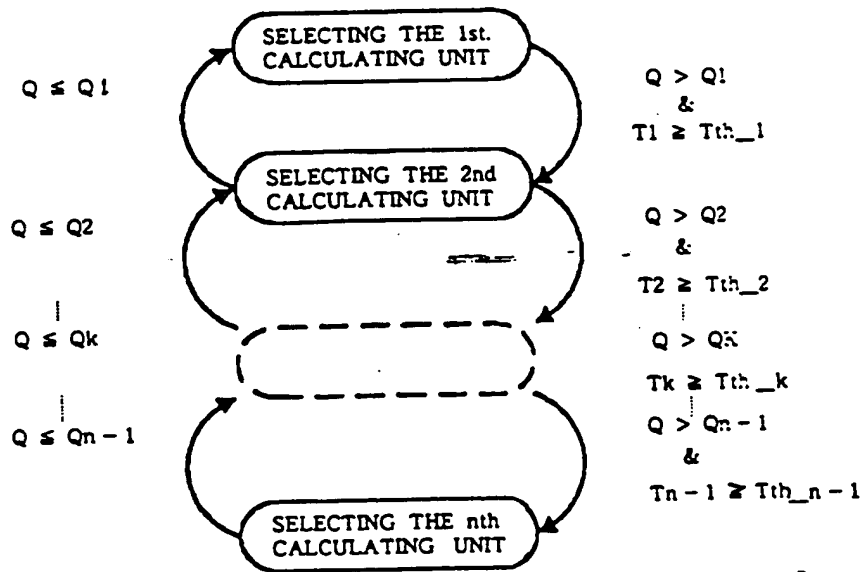 SELECTING THE 1st.
CALCULATING UNIT
Q ≦ Q1
Q > Q1
&
T1 ≧ Tth_1
SELECTING THE 2nd
CALCULATING UNIT
Q ≦ Q2
Q > Q2
&
T2 ≧ Tth_2
Q ≦ Qk
Q > QK
Tk ≧ Tth_k
Q ≦ Qn-1
Q > Qn-1
&
Tn-1 ≧ Tth_n-1
SELECTING THE nth
CALCULATING UNIT